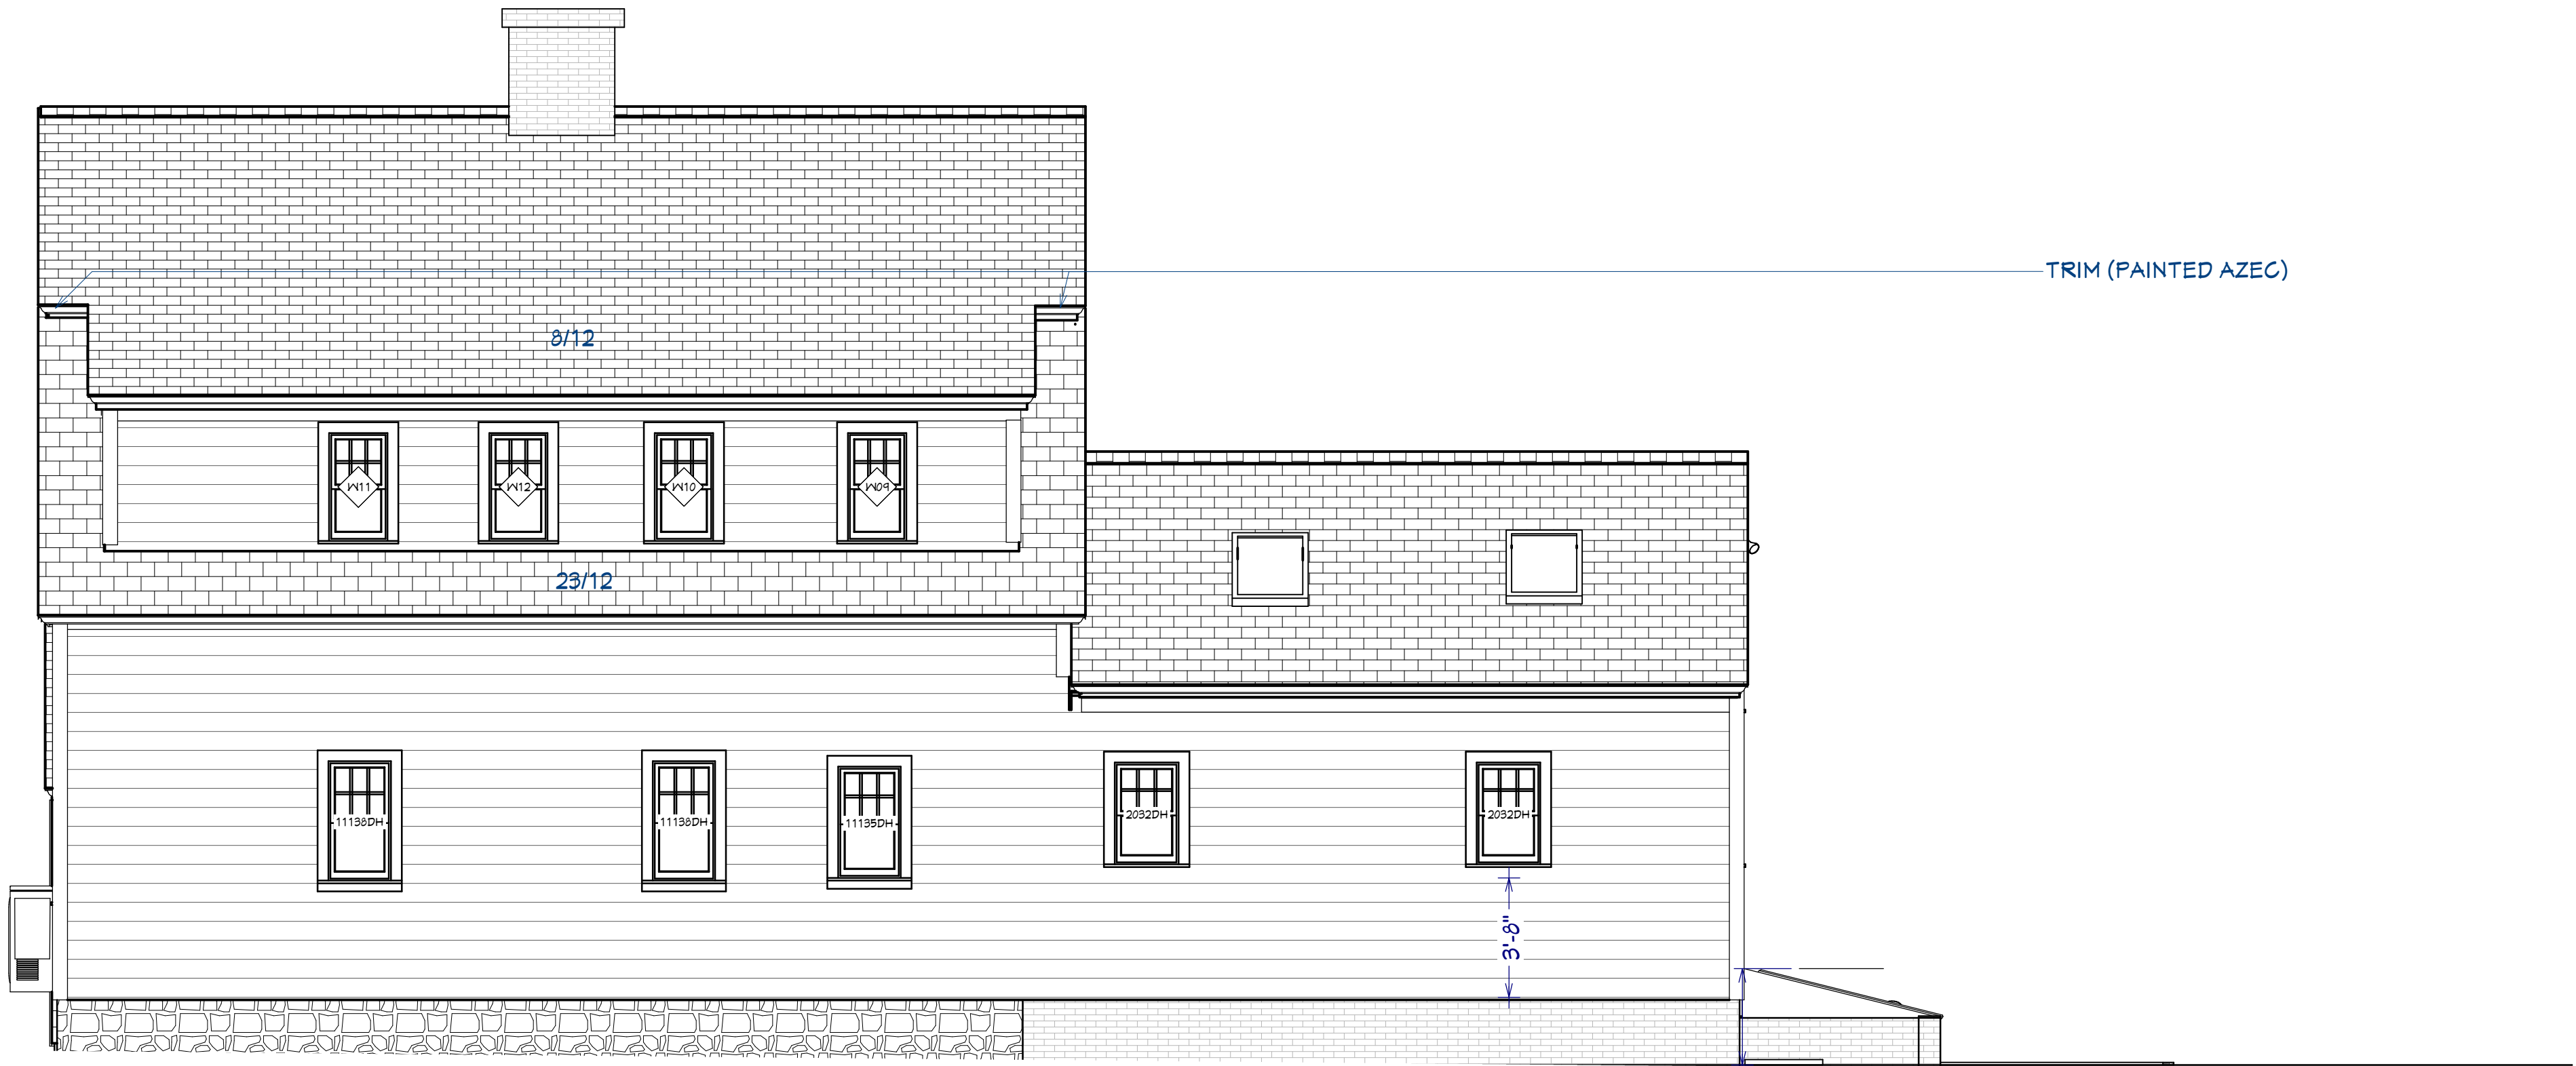 TRIM (PAINTED AZEC)
8/12
W11 W12 W10 W09
23/12
11138DH 11138DH 11135DH 2032DH 2032DH
3'-8"